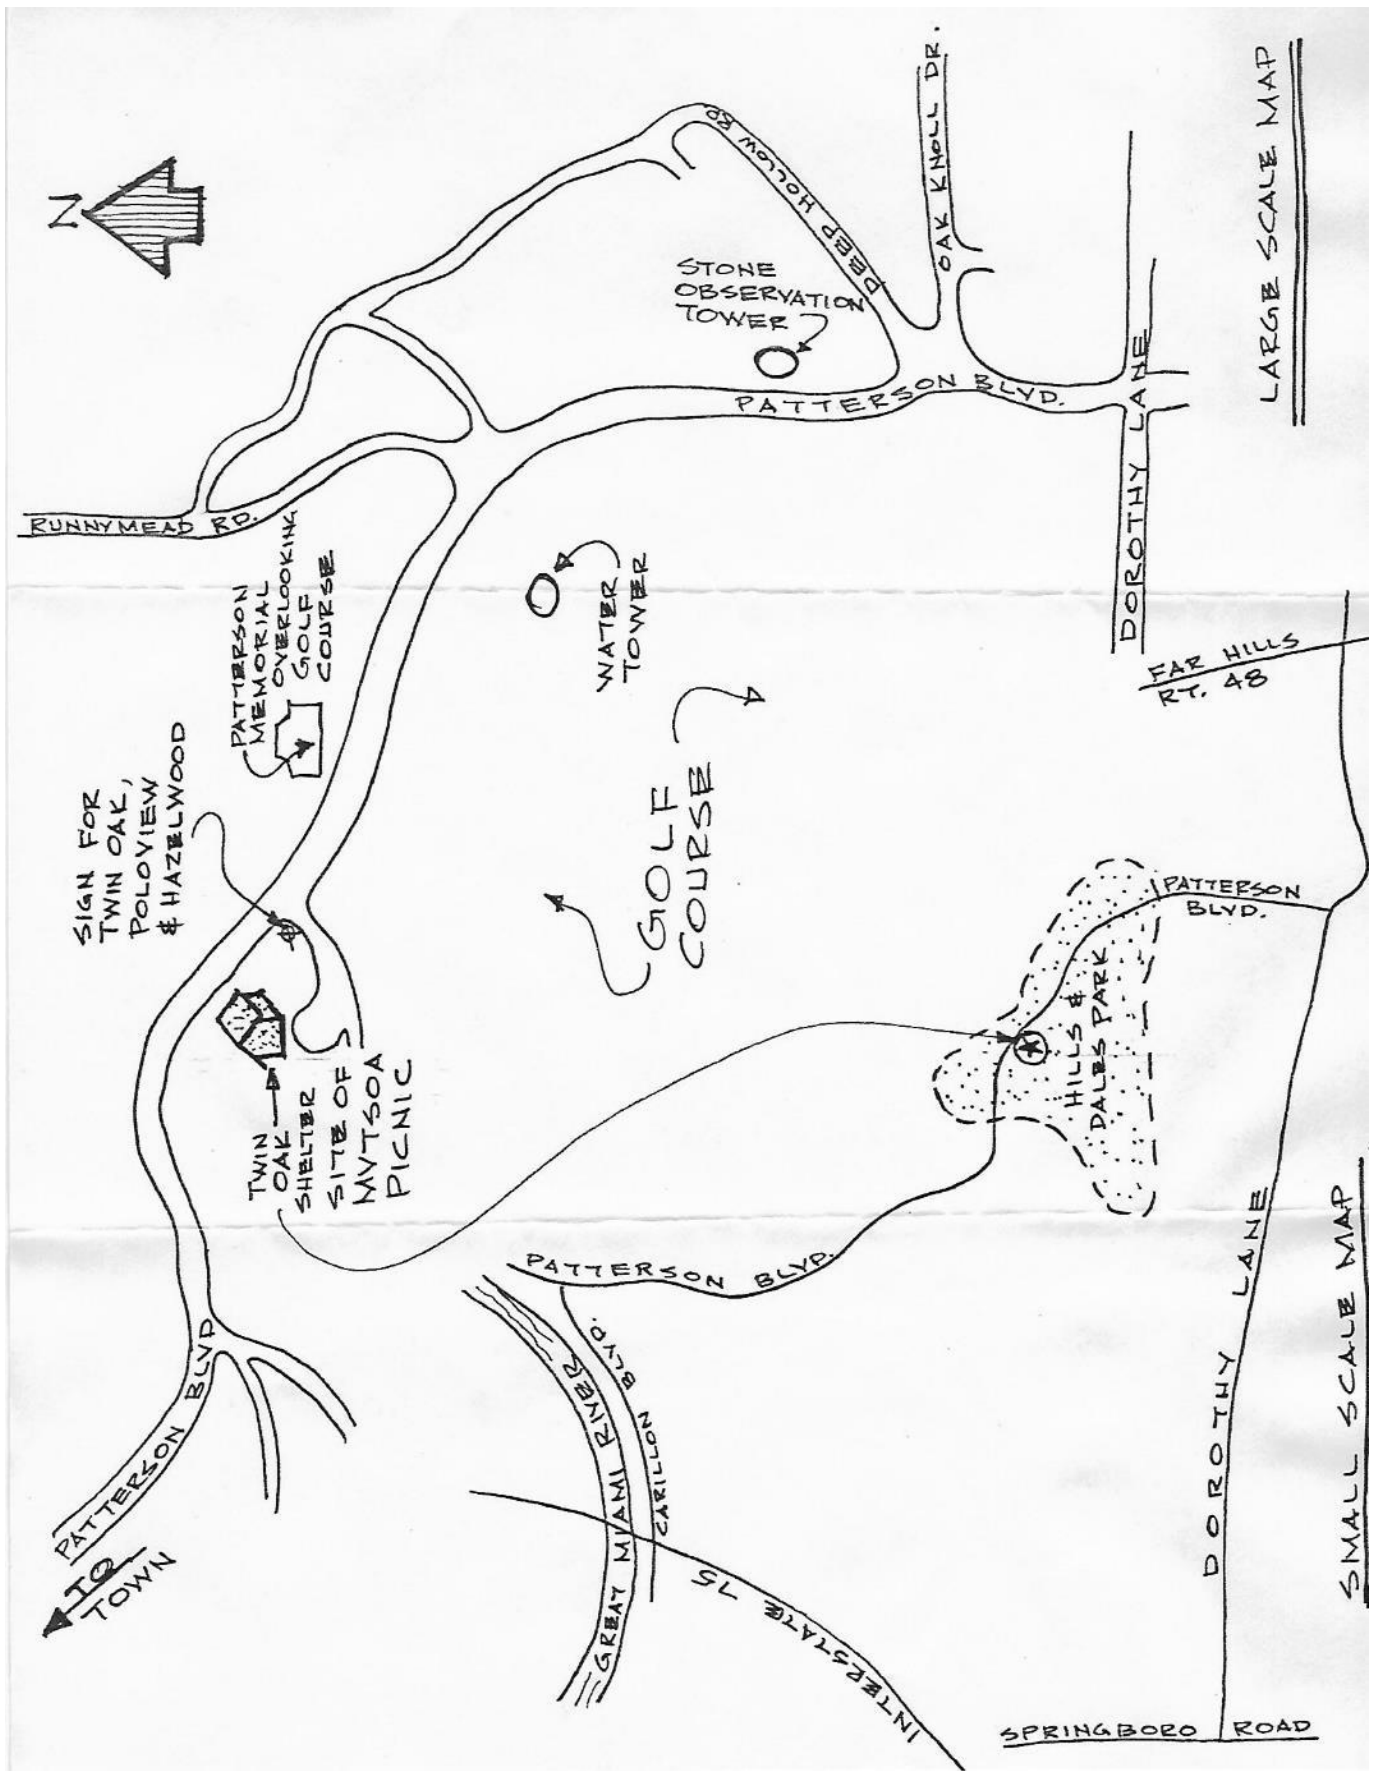 N
TO
TOWN
PATTERSON BLVD
SIGN FOR
TWIN OAK,
POLOVIEW
& HAZELWOOD
RUNNYMEAD RD.
PATTERSON
MEMORIAL
OVERLOOKING
GOLF
COURSE
TWIN
OAK
SHELTER
SITE OF
MVTSOA
PICNIC
WATER
TOWER
GOLF
COURSE
STONE
OBSERVATION
TOWER
DEEP HOLLOW RD
OAK KNOLL DR.
PATTERSON BLVD.
DOROTHY LANE
DOROTHY LANE
LARGE SCALE MAP
FAR HILLS
RT. 48
PATTERSON BLVD.
GREAT MIAMI RIVER
CARILLON BLVD.
INTERSTATE 75
HILLS &
DALES PARK
PATTERSON
BLVD.
DOROTHY LANE
SPRINGBORO ROAD
SMALL SCALE MAP